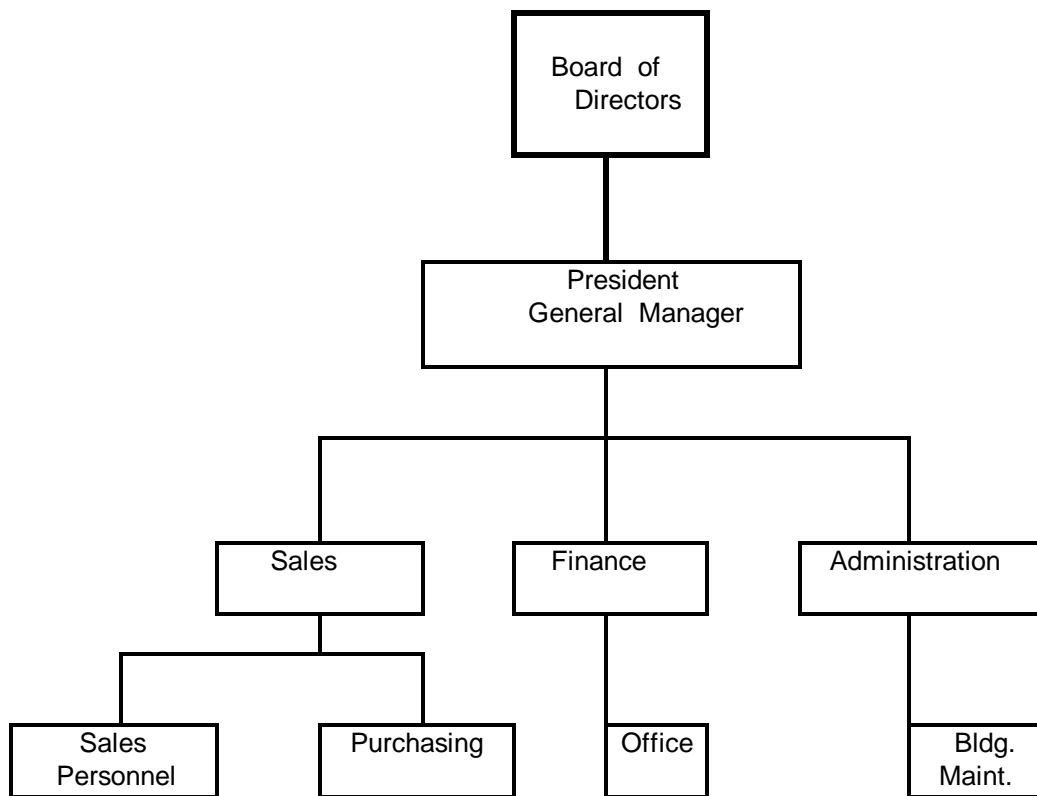 Board of
Directors
President
General Manager
Sales
Finance
Administration
Sales
Personnel
Purchasing
Office
Bldg.
Maint.